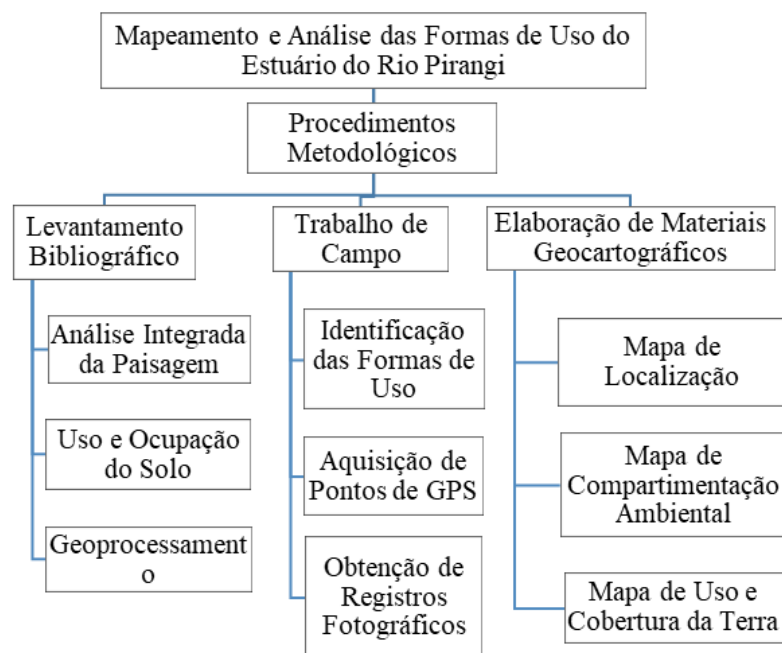 Mapeamento e Análise das Formas de Uso do
Estuário do Rio Pirangi
Procedimentos
Metodológicos
Levantamento
Bibliográfico
Análise Integrada
da Paisagem
Uso e Ocupação
do Solo
Geoprocessament
o
Trabalho de
Campo
Identificação
das Formas de
Uso
Aquisição de
Pontos de GPS
Obtenção de
Registros
Fotográficos
Elaboração de Materiais
Geocartográficos
Mapa de
Localização
Mapa de
Compartimentação
Ambiental
Mapa de Uso e
Cobertura da Terra